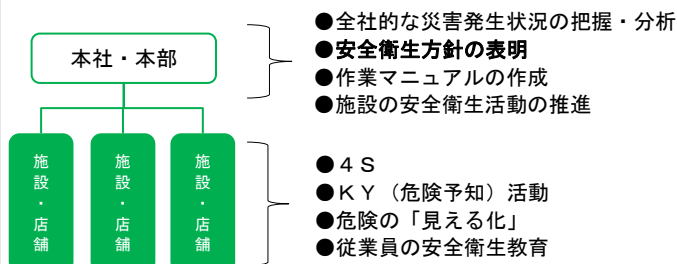 ●全社的な災害発生状況の把握・分析
●安全衛生方針の表明
●作業マニュアルの作成
●施設の安全衛生活動の推進
本社・本部
施設・店舗
施設・店舗
施設・店舗
●４Ｓ
●ＫＹ（危険予知）活動
●危険の「見える化」
●従業員の安全衛生教育